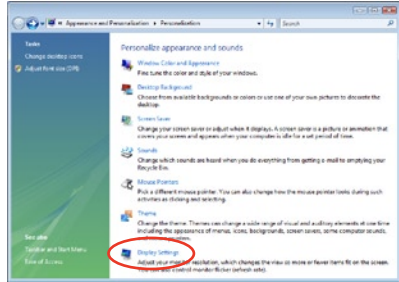 Appearance and Personalization ▸ Personalization
Search
Tasks
Change desktop icons
Adjust font size (DPI)
Personalize appearance and sounds
Window Color and Appearance
Fine tune the color and style of your windows.
Desktop Background
Choose from available backgrounds or colors or use one of your own pictures to decorate the
desktop.
Screen Saver
Change your screen saver or adjust when it displays. A screen saver is a picture or animation that
covers your screen and appears when your computer is idle for a set period of time.
Sounds
Change which sounds are heard when you do everything from getting e-mail to emptying your
Recycle Bin.
Mouse Pointers
Pick a different mouse pointer. You can also change how the mouse pointer looks during such
activities as clicking and selecting.
Theme
Change the theme. Themes can change a wide range of visual and auditory elements at one time
including the appearance of menus, icons, backgrounds, screen savers, some computer sounds,
See also
Taskbar and Start Menu
Ease of Access
Display Settings
Adjust your monitor resolution, which changes the view so more or fewer items fit on the screen.
You can also control monitor flicker (refresh rate).